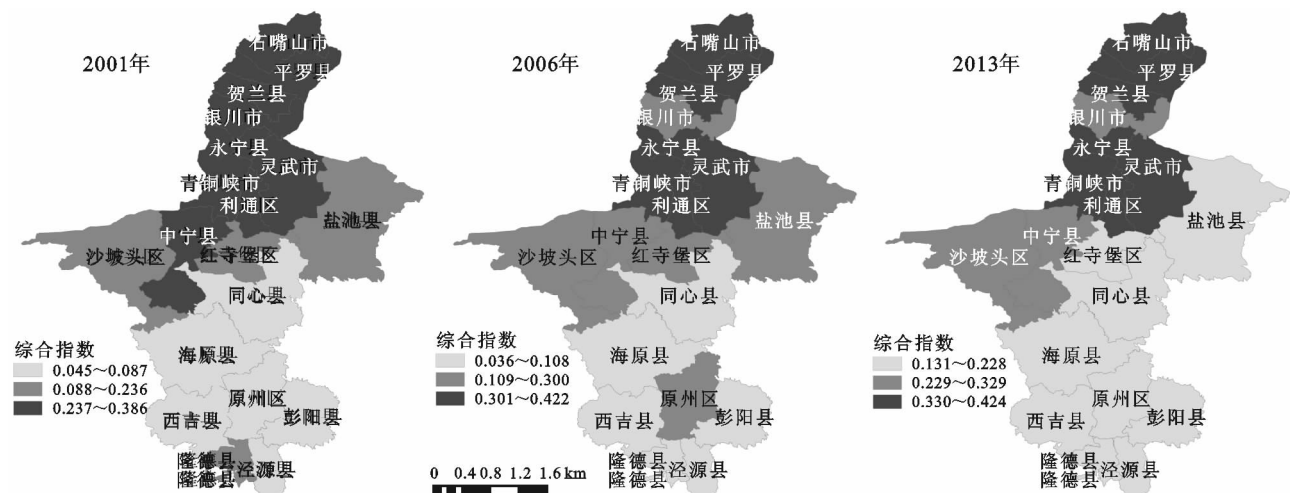 2001年
石嘴山市
平罗县
贺兰县
银川市
永宁县
灵武市
青铜峡市
利通区
盐池县
中宁县
沙坡头区
红寺堡区
同心县
海原县
原州区
西吉县
彭阳县
隆德县
泾源县
隆德县
综合指数
0.045～0.087
0.088～0.236
0.237～0.386
2006年
石嘴山市
平罗县
贺兰县
银川市
永宁县
灵武市
青铜峡市
利通区
盐池县
中宁县
沙坡头区
红寺堡区
同心县
海原县
原州区
西吉县
彭阳县
隆德县
泾源县
隆德县
综合指数
0.036～0.108
0.109～0.300
0.301～0.422
0 0.4 0.8 1.2 1.6 km
2013年
石嘴山市
平罗县
贺兰县
银川市
永宁县
灵武市
青铜峡市
利通区
盐池县
中宁县
沙坡头区
红寺堡区
同心县
海原县
原州区
西吉县
彭阳县
隆德县
泾源县
隆德县
综合指数
0.131～0.228
0.229～0.329
0.330～0.424